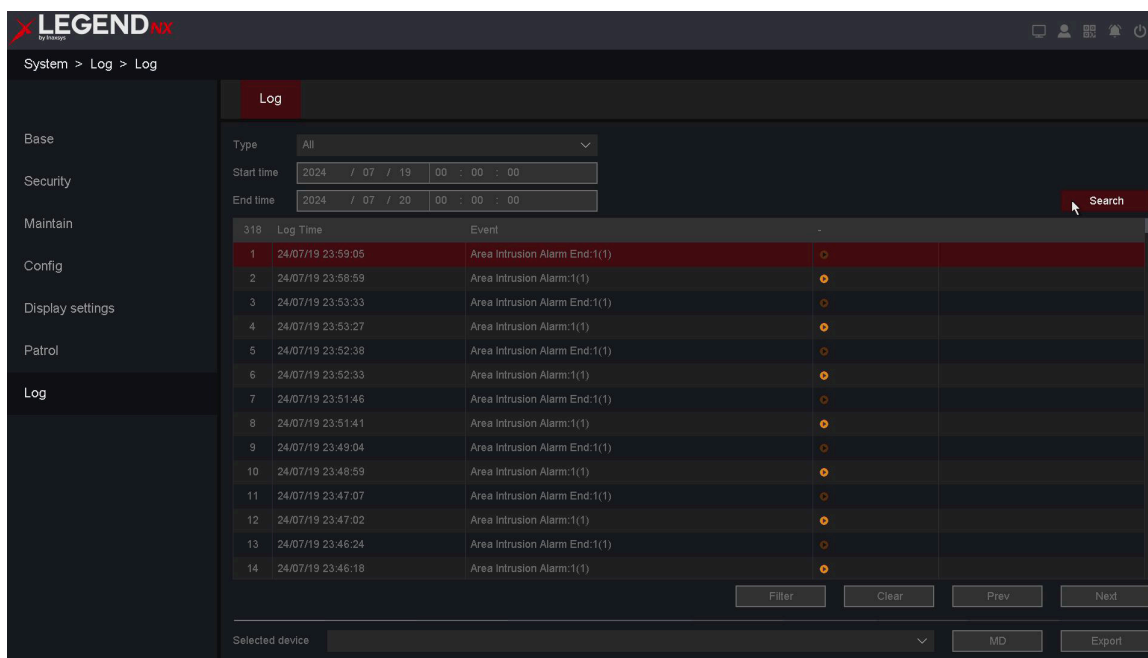 LEGEND NX
by Inaxsys
System > Log > Log
Log
Base
Security
Maintain
Config
Display settings
Patrol
Log
Type All
Start time 2024 / 07 / 19 00 : 00 : 00
End time 2024 / 07 / 20 00 : 00 : 00
Search
318 Log Time Event -
1 24/07/19 23:59:05 Area Intrusion Alarm End:1(1)
2 24/07/19 23:58:59 Area Intrusion Alarm:1(1)
3 24/07/19 23:53:33 Area Intrusion Alarm End:1(1)
4 24/07/19 23:53:27 Area Intrusion Alarm:1(1)
5 24/07/19 23:52:38 Area Intrusion Alarm End:1(1)
6 24/07/19 23:52:33 Area Intrusion Alarm:1(1)
7 24/07/19 23:51:46 Area Intrusion Alarm End:1(1)
8 24/07/19 23:51:41 Area Intrusion Alarm:1(1)
9 24/07/19 23:49:04 Area Intrusion Alarm End:1(1)
10 24/07/19 23:48:59 Area Intrusion Alarm:1(1)
11 24/07/19 23:47:07 Area Intrusion Alarm End:1(1)
12 24/07/19 23:47:02 Area Intrusion Alarm:1(1)
13 24/07/19 23:46:24 Area Intrusion Alarm End:1(1)
14 24/07/19 23:46:18 Area Intrusion Alarm:1(1)
Filter Clear Prev Next
Selected device MD Export